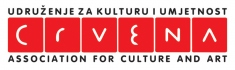 UDRUŽENJE ZA KULTURU I UMJETNOST
CrVENA
ASSOCIATION FOR CULTURE AND ART